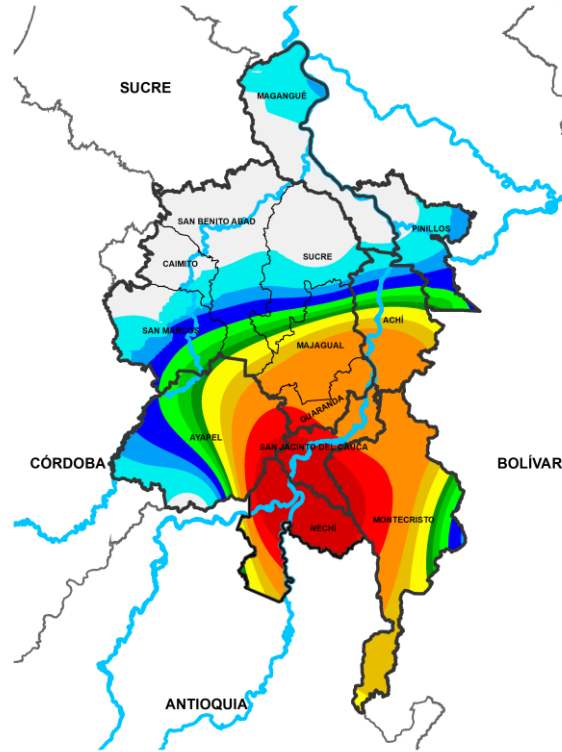 SUCRE
MAGANGUÉ
SAN BENITO ABAD
PINILLOS
SUCRE
CAIMITO
ACHÍ
SAN MARCOS
MAJAGUAL
GUARANDA
AYAPEL
SAN JACINTO DEL CAUCA
CÓRDOBA
BOLÍVAR
MONTECRISTO
NECHÍ
ANTIOQUIA